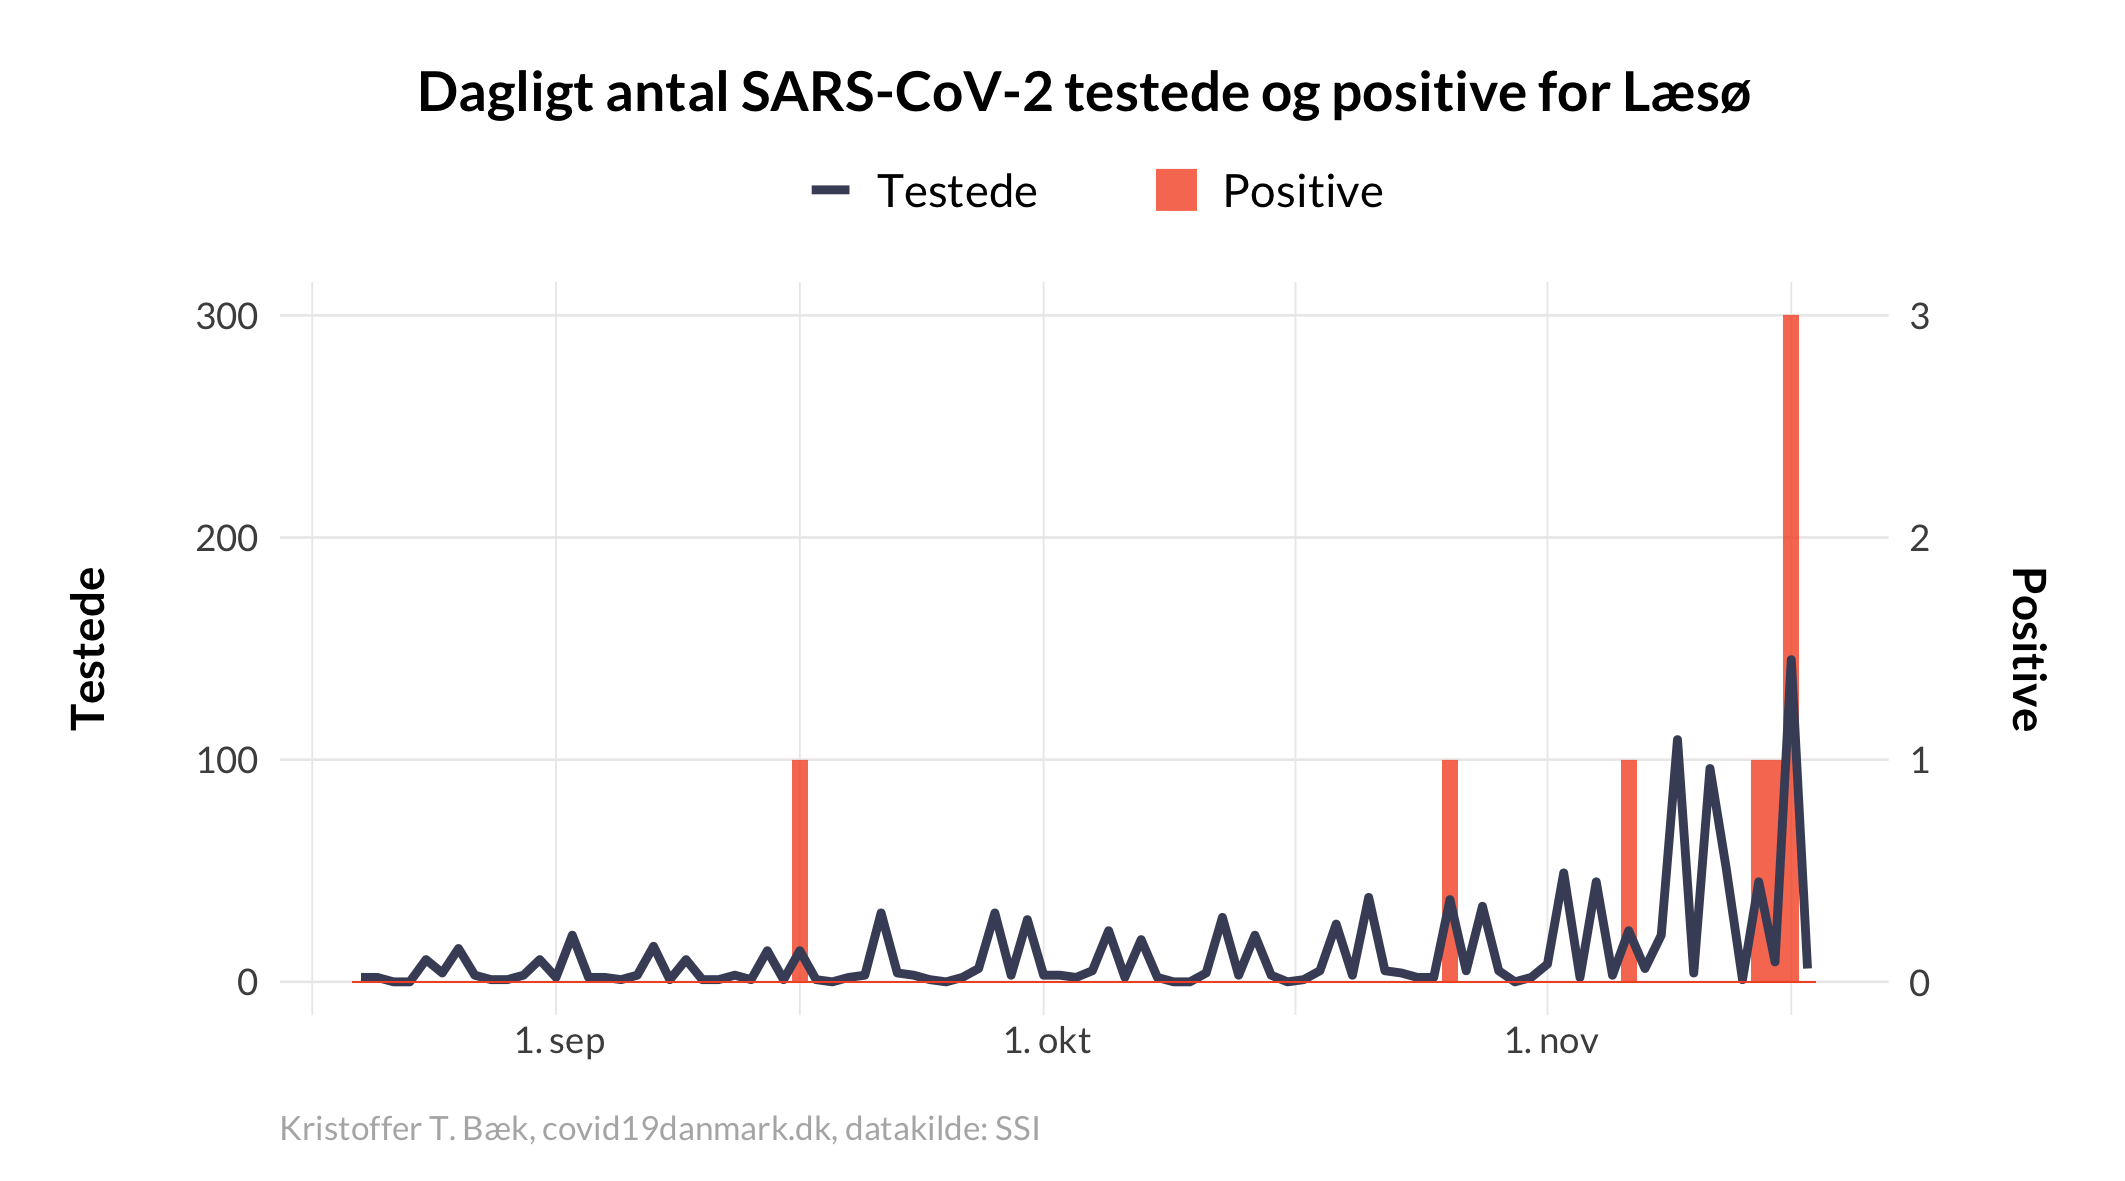 Dagligt antal SARS-CoV-2 testede og positive for Læsø
Testede
Positive
300
200
100
0
3
2
1
0
Testede
Positive
1. sep
1. okt
1. nov
Kristoffer T. Bæk, covid19danmark.dk, datakilde: SSI